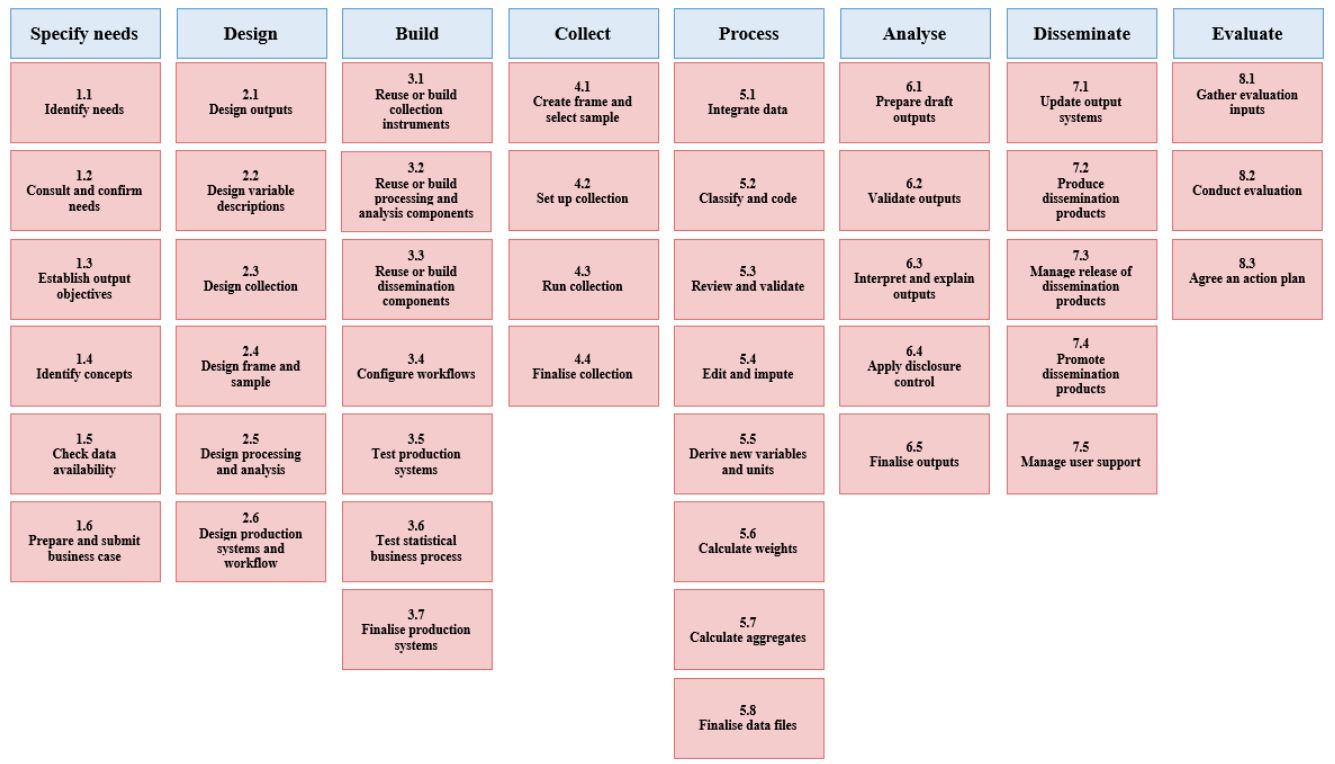 Specify needs
Design
Build
Collect
Process
Analyse
Disseminate
Evaluate
1.1
Identify needs
1.2
Consult and confirm
needs
1.3
Establish output
objectives
1.4
Identify concepts
1.5
Check data
availability
1.6
Prepare and submit
business case
2.1
Design outputs
2.2
Design variable
descriptions
2.3
Design collection
2.4
Design frame and
sample
2.5
Design processing
and analysis
2.6
Design production
systems and
workflow
3.1
Reuse or build
collection
instruments
3.2
Reuse or build
processing and
analysis components
3.3
Reuse or build
dissemination
components
3.4
Configure workflows
3.5
Test production
systems
3.6
Test statistical
business process
3.7
Finalise production
systems
4.1
Create frame and
select sample
4.2
Set up collection
4.3
Run collection
4.4
Finalise collection
5.1
Integrate data
5.2
Classify and code
5.3
Review and validate
5.4
Edit and impute
5.5
Derive new variables
and units
5.6
Calculate weights
5.7
Calculate aggregates
5.8
Finalise data files
6.1
Prepare draft
outputs
6.2
Validate outputs
6.3
Interpret and explain
outputs
6.4
Apply disclosure
control
6.5
Finalise outputs
7.1
Update output
systems
7.2
Produce
dissemination
products
7.3
Manage release of
dissemination
products
7.4
Promote
dissemination
products
7.5
Manage user support
8.1
Gather evaluation
inputs
8.2
Conduct evaluation
8.3
Agree an action plan